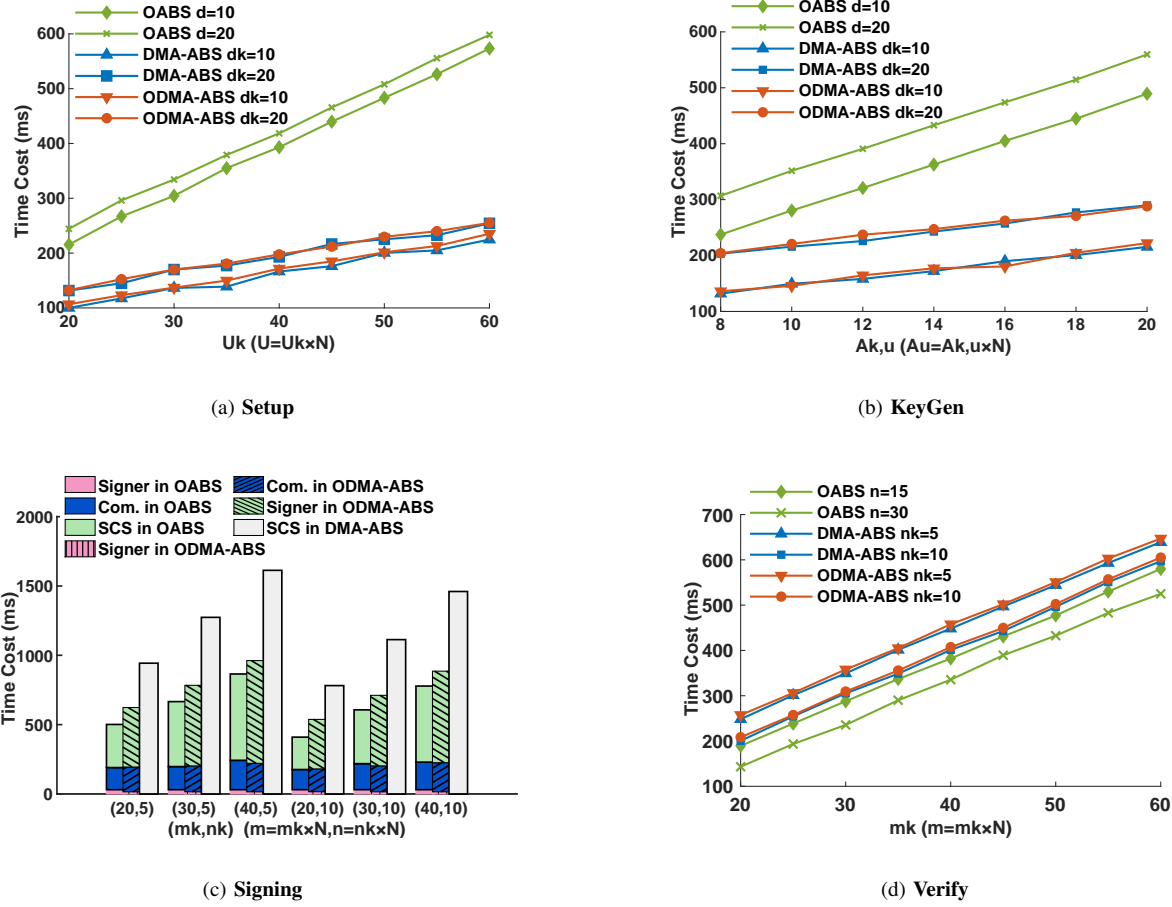 OABS d=10
OABS d=20
DMA-ABS dk=10
DMA-ABS dk=20
ODMA-ABS dk=10
ODMA-ABS dk=20
600
500
400
300
200
100
Time Cost (ms)
20 30 40 50 60
Uk (U=Uk×N)
(a) Setup
OABS d=10
OABS d=20
DMA-ABS dk=10
DMA-ABS dk=20
ODMA-ABS dk=10
ODMA-ABS dk=20
600
500
400
300
200
100
Time Cost (ms)
8 10 12 14 16 18 20
Ak,u (Au=Ak,u×N)
(b) KeyGen
Signer in OABS
Com. in OABS
SCS in OABS
Signer in ODMA-ABS
Com. in ODMA-ABS
Signer in ODMA-ABS
SCS in DMA-ABS
2000
1500
1000
500
0
Time Cost (ms)
(20,5) (30,5) (40,5) (20,10) (30,10) (40,10)
(mk,nk) (m=mk×N,n=nk×N)
(c) Signing
OABS n=15
OABS n=30
DMA-ABS nk=5
DMA-ABS nk=10
ODMA-ABS nk=5
ODMA-ABS nk=10
700
600
500
400
300
200
100
Time Cost (ms)
20 30 40 50 60
mk (m=mk×N)
(d) Verify